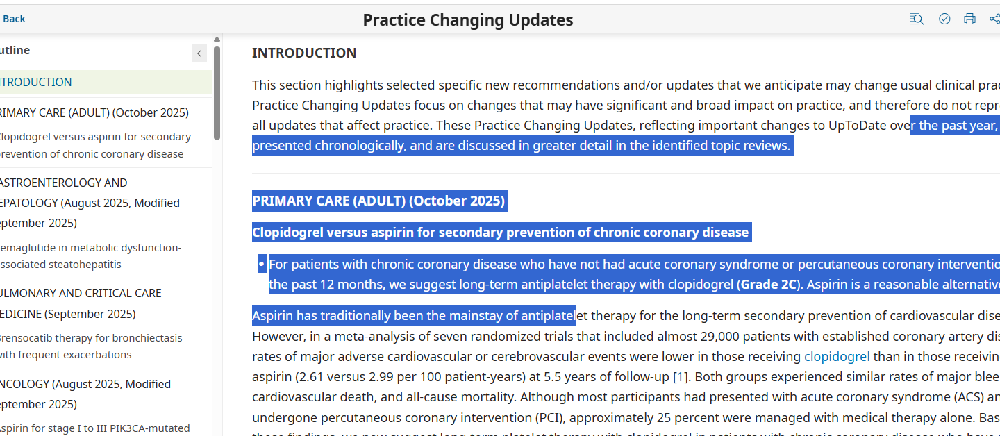 Back
Practice Changing Updates
utline
TRODUCTION
RIMARY CARE (ADULT) (October 2025)
Clopidogrel versus aspirin for secondary
prevention of chronic coronary disease
ASTROENTEROLOGY AND
EPATOLOGY (August 2025, Modified
eptember 2025)
emaglutide in metabolic dysfunction-
ssociated steatohepatitis
ULMONARY AND CRITICAL CARE
EDICINE (September 2025)
Brensocatib therapy for bronchiectasis
with frequent exacerbations
NCOLOGY (August 2025, Modified
eptember 2025)
Aspirin for stage I to III PIK3CA-mutated
INTRODUCTION
This section highlights selected specific new recommendations and/or updates that we anticipate may change usual clinical prac
Practice Changing Updates focus on changes that may have significant and broad impact on practice, and therefore do not repr
all updates that affect practice. These Practice Changing Updates, reflecting important changes to UpToDate over the past year,
presented chronologically, and are discussed in greater detail in the identified topic reviews.
PRIMARY CARE (ADULT) (October 2025)
Clopidogrel versus aspirin for secondary prevention of chronic coronary disease
• For patients with chronic coronary disease who have not had acute coronary syndrome or percutaneous coronary interventio
the past 12 months, we suggest long-term antiplatelet therapy with clopidogrel (Grade 2C). Aspirin is a reasonable alternativ
Aspirin has traditionally been the mainstay of antiplatelet therapy for the long-term secondary prevention of cardiovascular dise
However, in a meta-analysis of seven randomized trials that included almost 29,000 patients with established coronary artery dis
rates of major adverse cardiovascular or cerebrovascular events were lower in those receiving clopidogrel than in those receivin
aspirin (2.61 versus 2.99 per 100 patient-years) at 5.5 years of follow-up [1]. Both groups experienced similar rates of major blee
cardiovascular death, and all-cause mortality. Although most participants had presented with acute coronary syndrome (ACS) an
undergone percutaneous coronary intervention (PCI), approximately 25 percent were managed with medical therapy alone. Bas